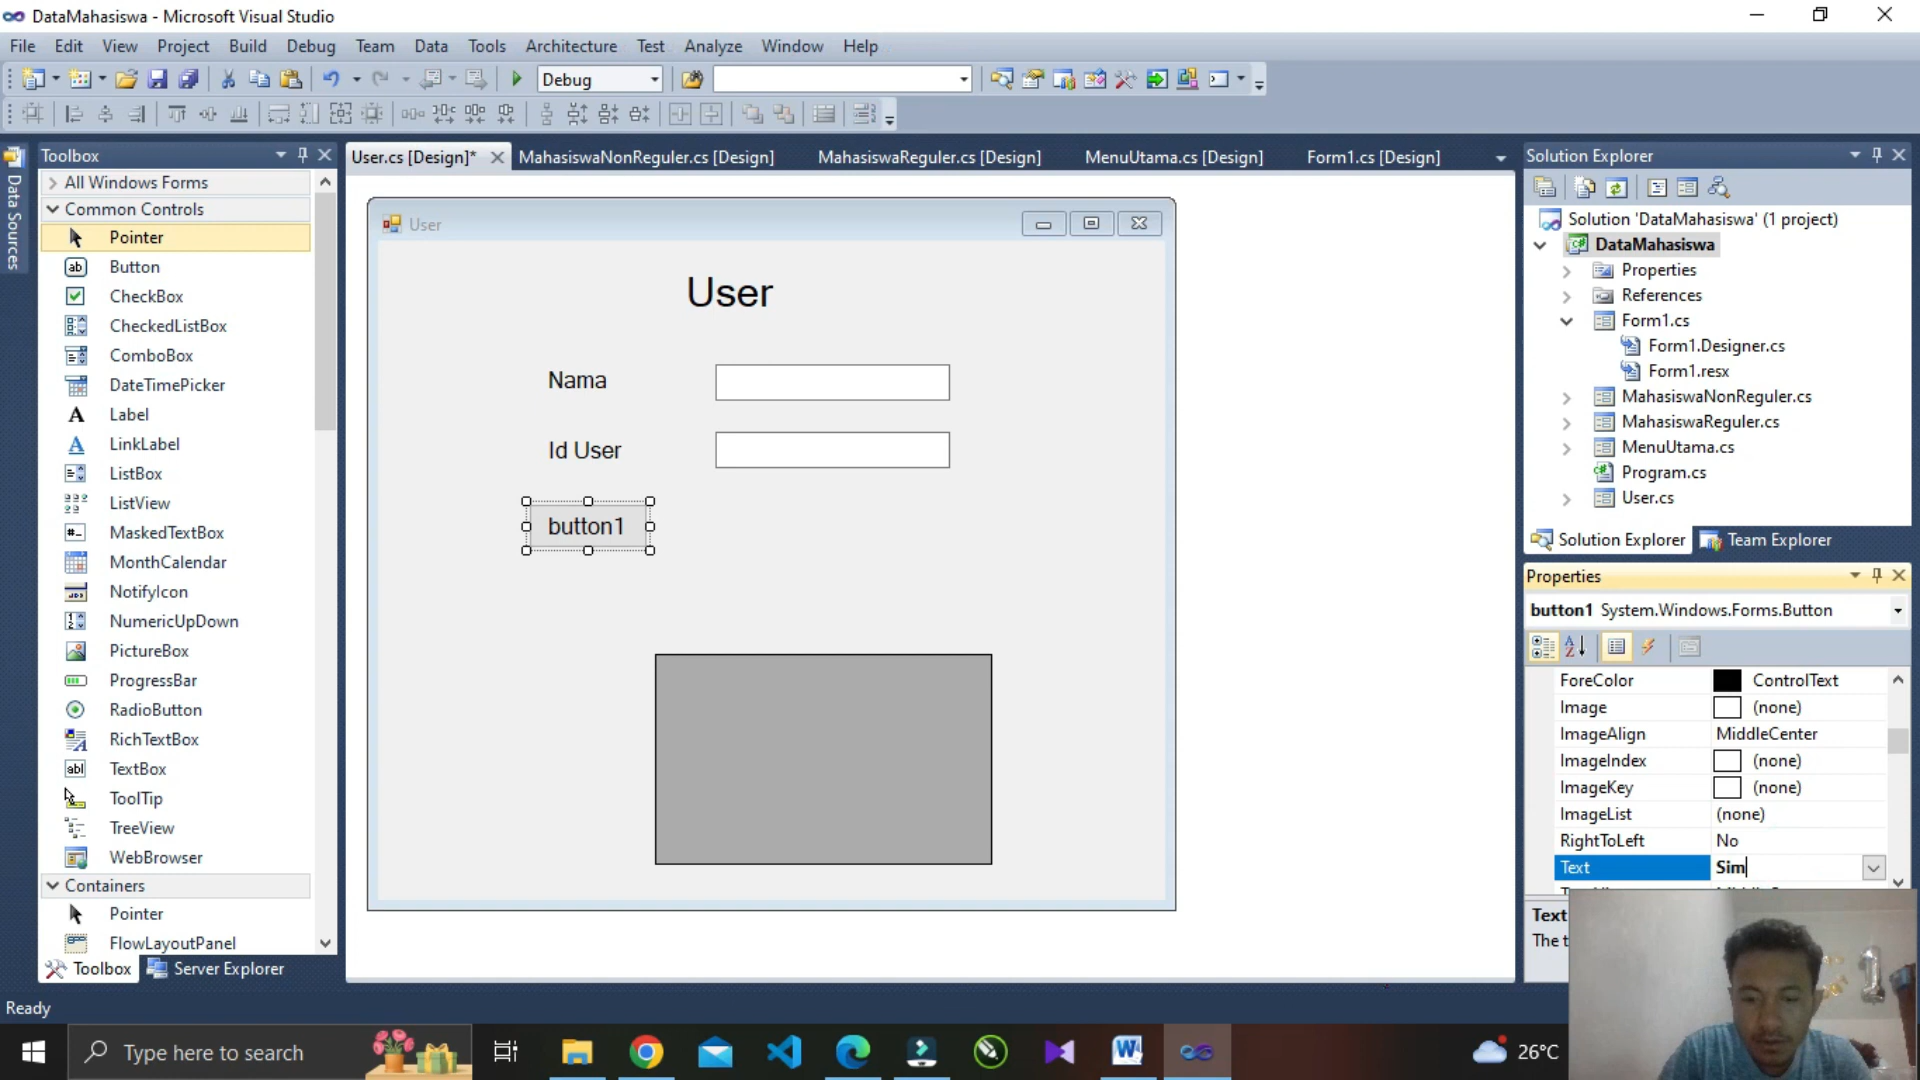 DataMahasiswa - Microsoft Visual Studio
File Edit View Project Build Debug Team Data Tools Architecture Test Analyze Window Help
Debug
Data Sources
Toolbox
All Windows Forms
Common Controls
Pointer
Button
CheckBox
CheckedListBox
ComboBox
DateTimePicker
Label
LinkLabel
ListBox
ListView
MaskedTextBox
MonthCalendar
NotifyIcon
NumericUpDown
PictureBox
ProgressBar
RadioButton
RichTextBox
TextBox
ToolTip
TreeView
WebBrowser
Containers
Pointer
FlowLayoutPanel
Toolbox Server Explorer
User.cs [Design]* MahasiswaNonReguler.cs [Design] MahasiswaReguler.cs [Design] MenuUtama.cs [Design] Form1.cs [Design]
User
User
Nama
Id User
button1
Solution Explorer
Solution 'DataMahasiswa' (1 project)
DataMahasiswa
Properties
References
Form1.cs
Form1.Designer.cs
Form1.resx
MahasiswaNonReguler.cs
MahasiswaReguler.cs
MenuUtama.cs
Program.cs
User.cs
Solution Explorer Team Explorer
Properties
button1 System.Windows.Forms.Button
ForeColor ControlText
Image (none)
ImageAlign MiddleCenter
ImageIndex (none)
ImageKey (none)
ImageList (none)
RightToLeft No
Text Sim
Text
The t
Ready
Type here to search
26°C